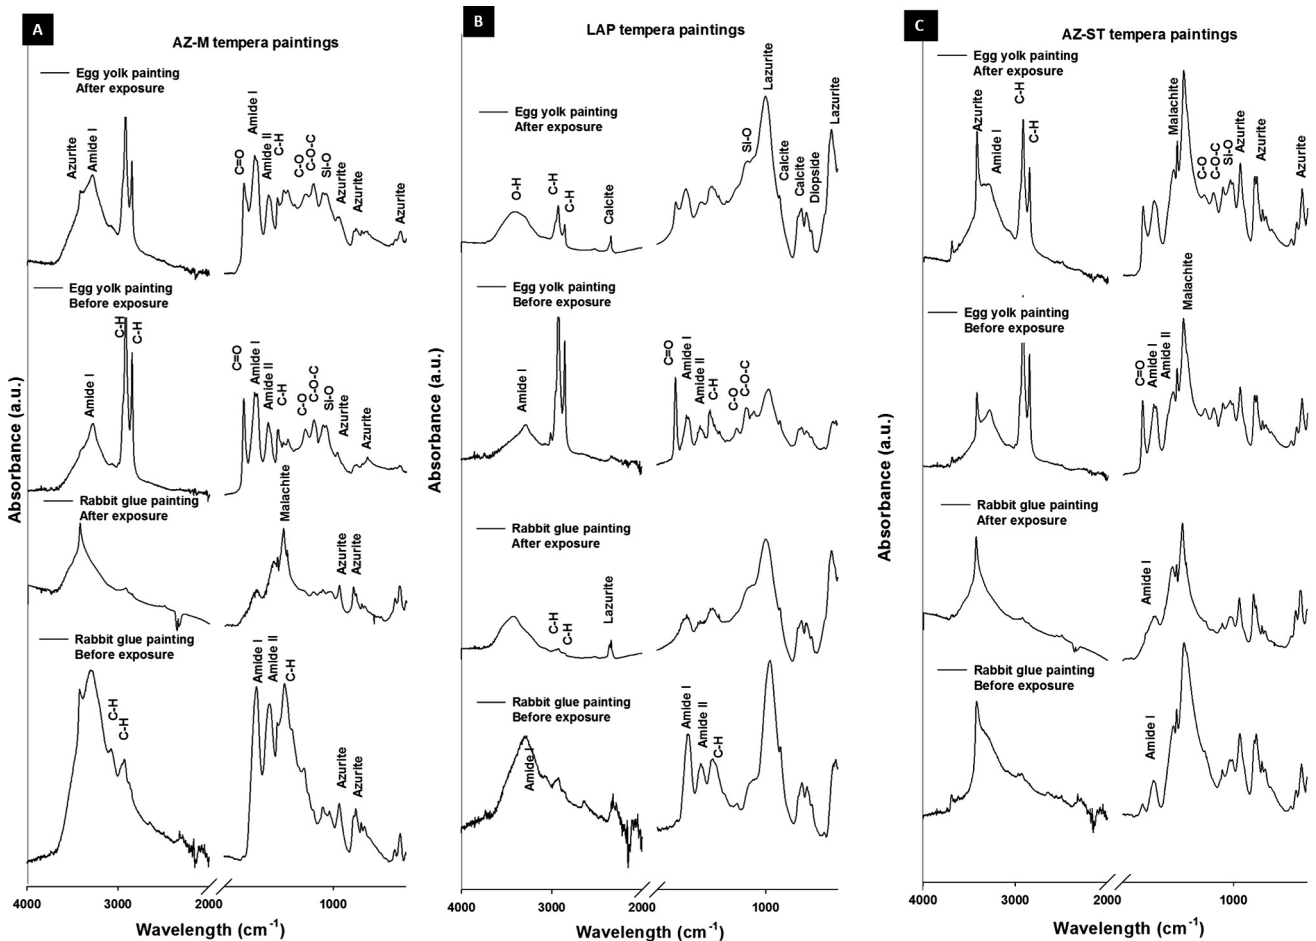 A
AZ-M tempera paintings
Egg yolk painting
After exposure
Azurite
Amide I
C=O
Amide I
Amide II
C-H
C-O
C-O-C
Si-O
Azurite
Azurite
Azurite
Egg yolk painting
Before exposure
Amide I
C-H
C-H
C=O
Amide I
Amide II
C-H
C-O
C-O-C
Si-O
Azurite
Azurite
Rabbit glue painting
After exposure
Malachite
Azurite
Azurite
Rabbit glue painting
Before exposure
C-H
C-H
Amide I
Amide II
C-H
Azurite
Azurite
Absorbance (a.u.)
4000 3000 2000 1000
Wavelength (cm-1)
B
LAP tempera paintings
Egg yolk painting
After exposure
O-H
C-H
C-H
Calcite
Si-O
Lazurite
Calcite
Calcite
Diopside
Lazurite
Egg yolk painting
Before exposure
Amide I
C=O
Amide I
Amide II
C-H
C-O
C-O-C
Rabbit glue painting
After exposure
C-H
C-H
Lazurite
Rabbit glue painting
Before exposure
Amide I
Amide I
Amide II
C-H
Absorbance (a.u.)
4000 3000 2000 1000
Wavelength (cm-1)
C
AZ-ST tempera paintings
Egg yolk painting
After exposure
Azurite
Amide I
C-H
C-H
Malachite
C-O
C-O-C
Si-O
Azurite
Azurite
Azurite
Egg yolk painting
Before exposure
C=O
Amide I
Amide II
Malachite
Rabbit glue painting
After exposure
Amide I
Rabbit glue painting
Before exposure
Amide I
Absorbance (a.u.)
4000 3000 2000 1000
Wavelength (cm-1)